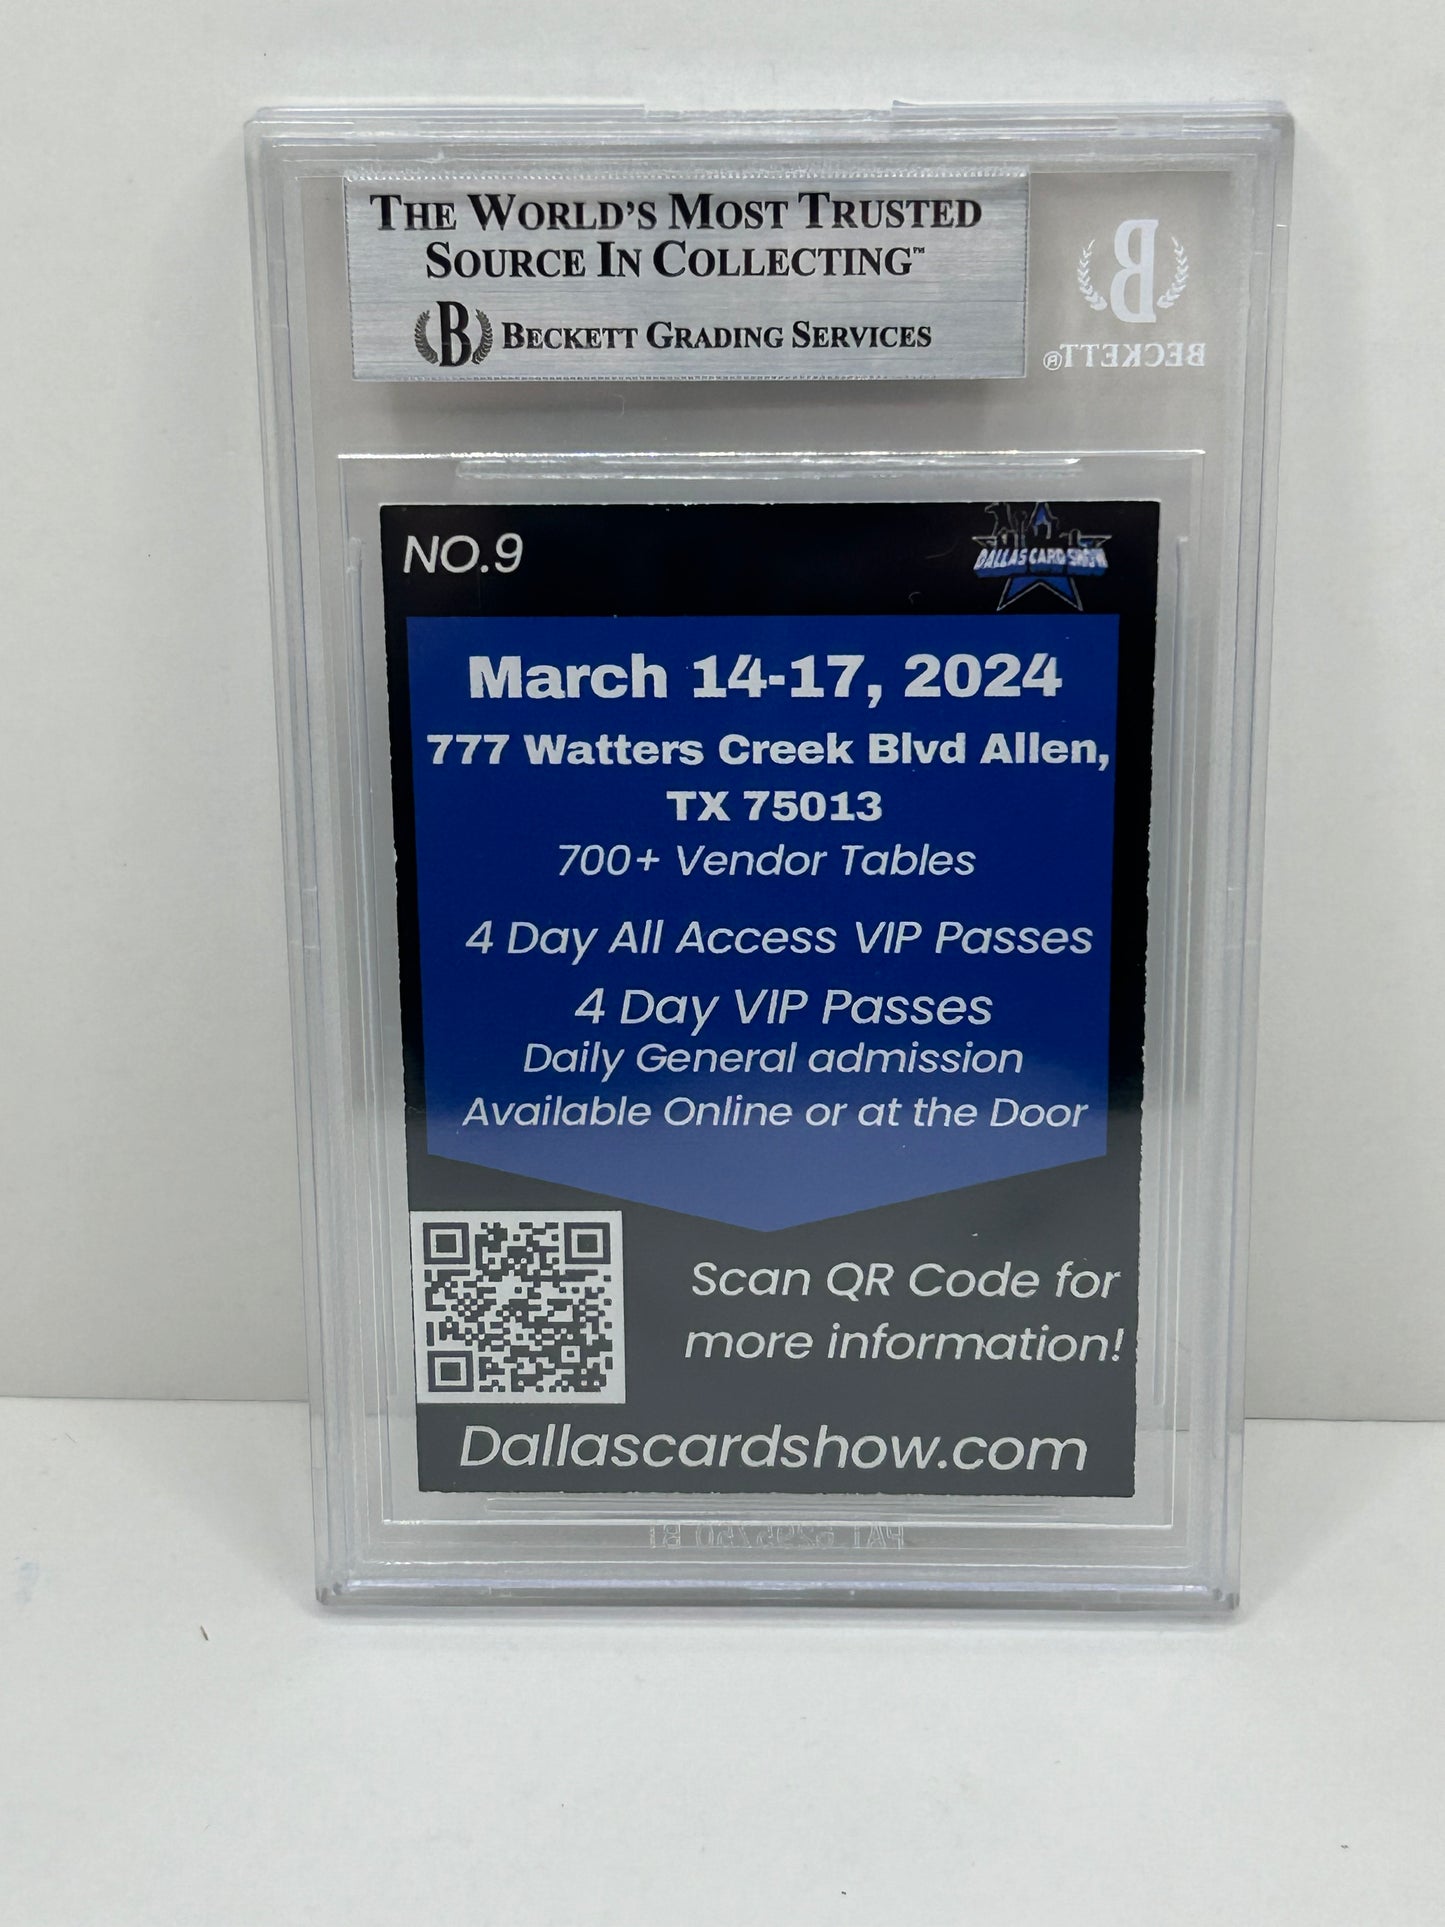 THE WORLD'S MOST TRUSTED
SOURCE IN COLLECTING™
B BECKETT GRADING SERVICES
B
BECKETT®
NO.9
DALLAS CARD SHOW
March 14-17, 2024
777 Watters Creek Blvd Allen,
TX 75013
700+ Vendor Tables
4 Day All Access VIP Passes
4 Day VIP Passes
Daily General admission
Available Online or at the Door
Scan QR Code for
more information!
Dallascardshow.com